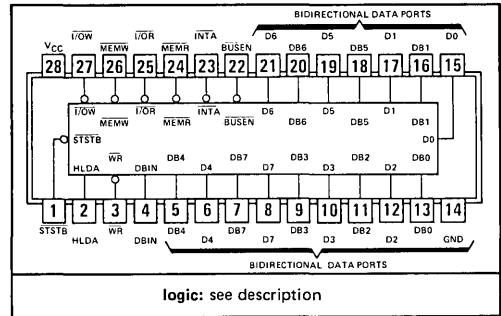 BIDIRECTIONAL DATA PORTS
I/OW I/OR INTA D6 D5 D1 D0
VCC MEMW MEMR BUSEN DB6 DB5 DB1
28 27 26 25 24 23 22 21 20 19 18 17 16 15
I/OW I/OR INTA D6 D5 D1
MEMW MEMR BUSEN DB6 DB5 DB1
STSTB D0
WR DB4 DB7 DB3 DB2 DB0
HLDA DBIN D4 D7 D3 D2
1 2 3 4 5 6 7 8 9 10 11 12 13 14
STSTB WR DB4 DB7 DB3 DB2 DB0
HLDA DBIN D4 D7 D3 D2 GND
BIDIRECTIONAL DATA PORTS
logic: see description